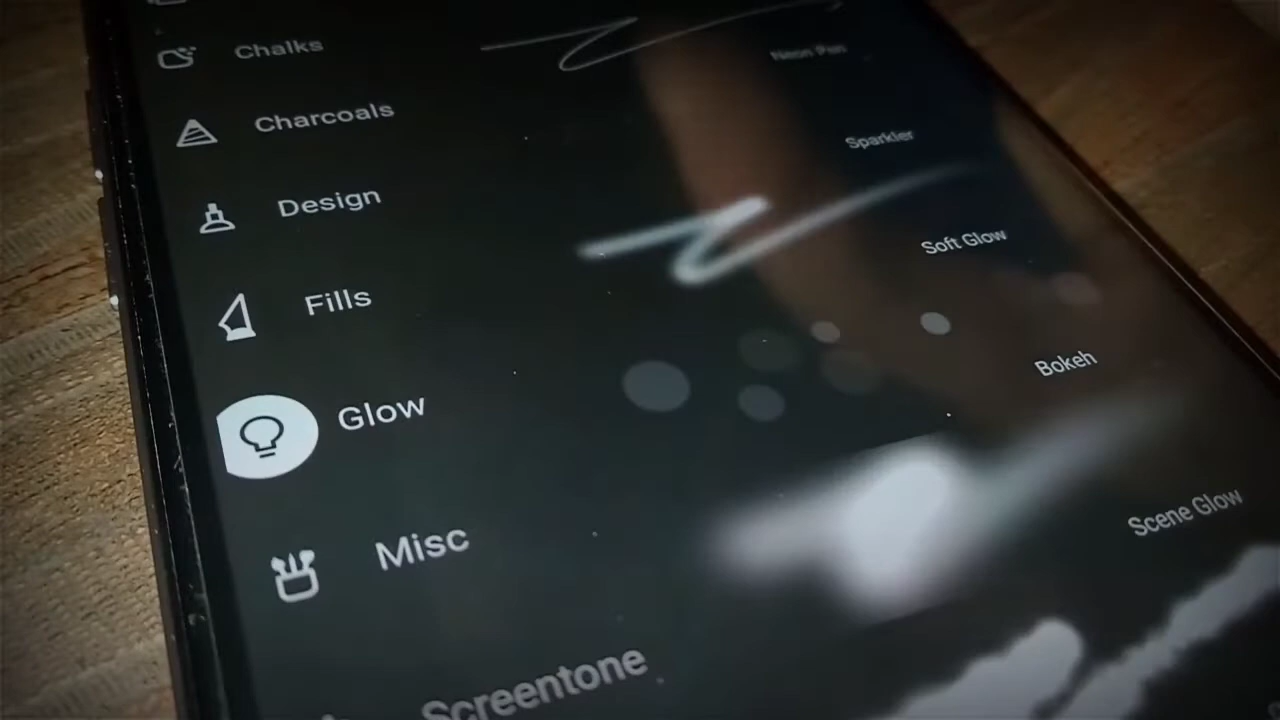 Chalks
Charcoals
Design
Fills
Glow
Misc
Screentone
Neon Pen
Sparkler
Soft Glow
Bokeh
Scene Glow